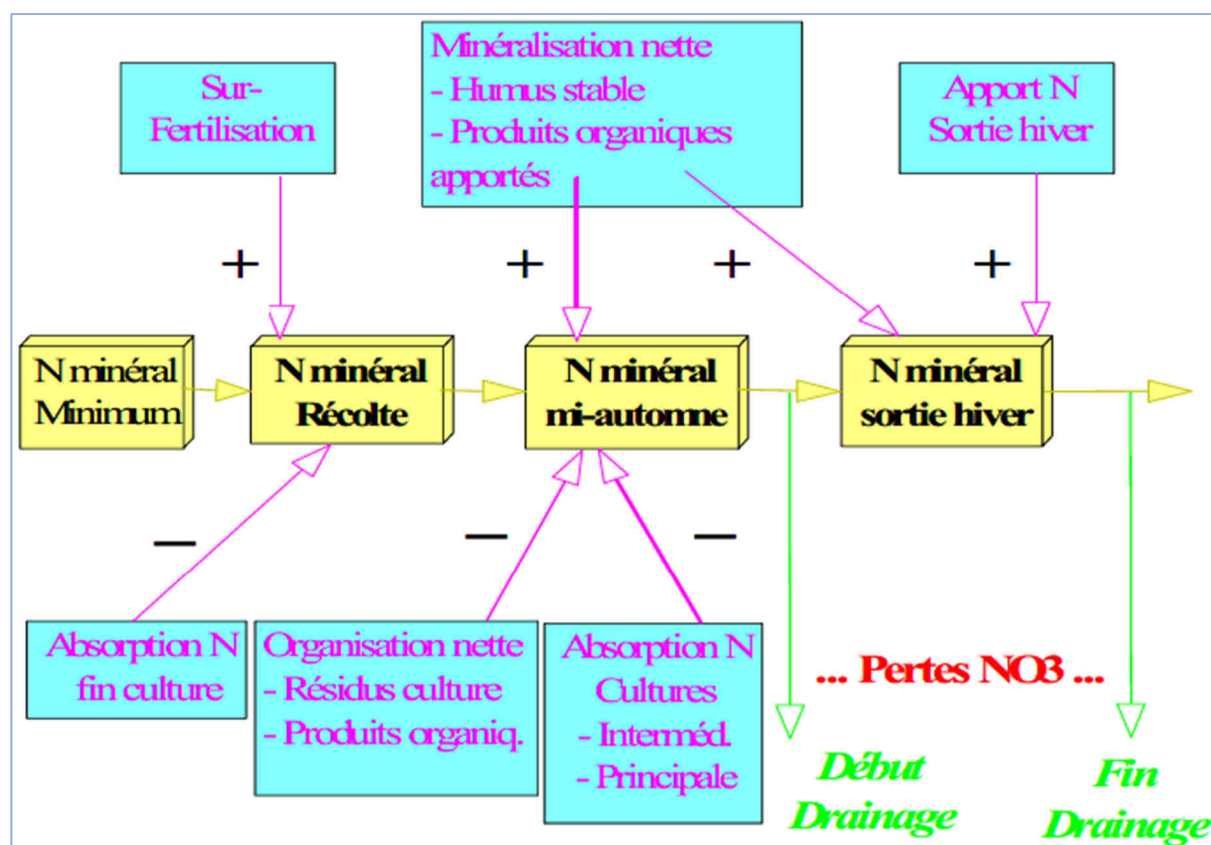 Sur-
Fertilisation
Minéralisation nette
- Humus stable
- Produits organiques
apportés
Apport N
Sortie hiver
+
+
+
+
N minéral
Minimum
N minéral
Récolte
N minéral
mi-automne
N minéral
sortie hiver
–
–
–
Absorption N
fin culture
Organisation nette
- Résidus culture
- Produits organiq.
Absorption N
Cultures
- Interméd.
- Principale
... Pertes NO3 ...
Début
Drainage
Fin
Drainage